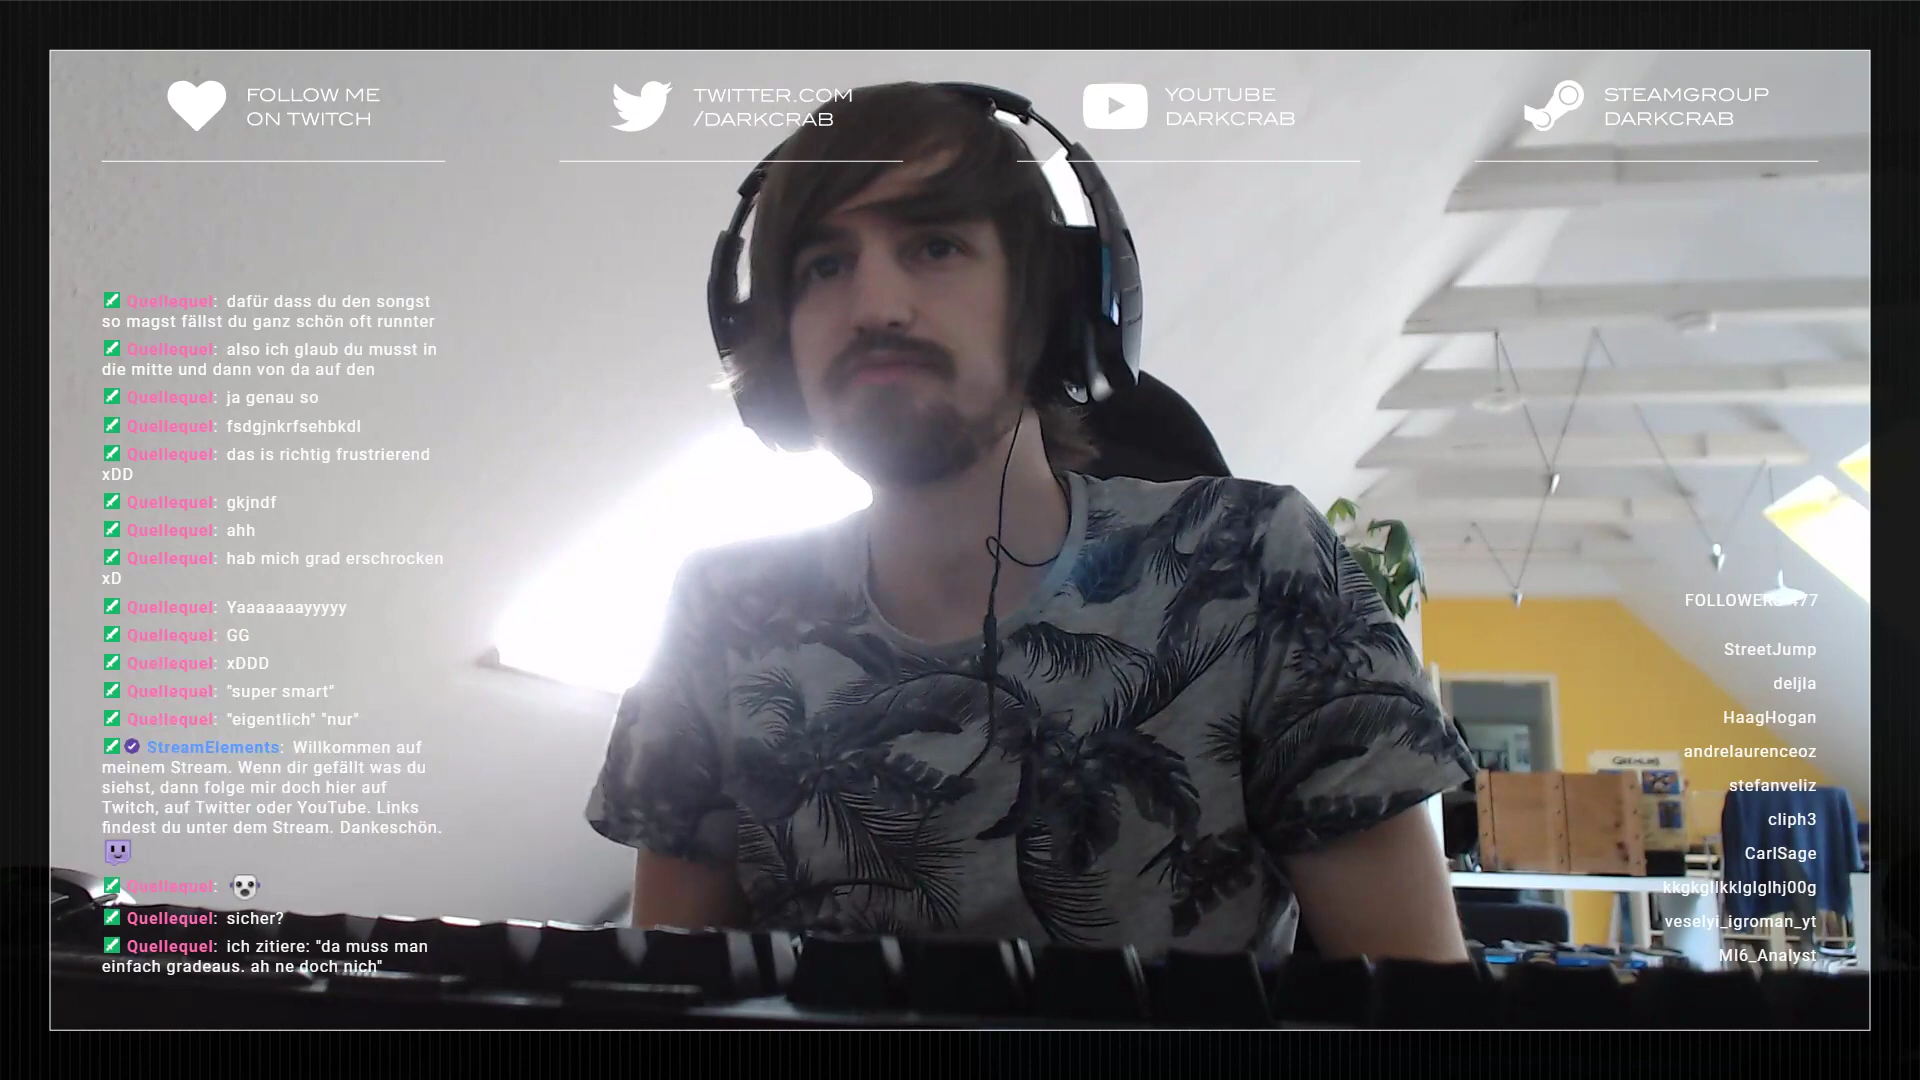 FOLLOW ME
ON TWITCH
TWITTER.COM
/DARKCRAB
YOUTUBE
DARKCRAB
STEAMGROUP
DARKCRAB
Quellequel: dafür dass du den songst
so magst fällst du ganz schön oft runnter
Quellequel: also ich glaub du musst in
die mitte und dann von da auf den
Quellequel: ja genau so
Quellequel: fsdgjnkrfsehbkdl
Quellequel: das is richtig frustrierend
xDD
Quellequel: gkjndf
Quellequel: ahh
Quellequel: hab mich grad erschrocken
xD
Quellequel: Yaaaaaaayyyyy
Quellequel: GG
Quellequel: xDDD
Quellequel: "super smart"
Quellequel: "eigentlich" "nur"
StreamElements: Willkommen auf
meinem Stream. Wenn dir gefällt was du
siehst, dann folge mir doch hier auf
Twitch, auf Twitter oder YouTube. Links
findest du unter dem Stream. Dankeschön.
Quellequel:
Quellequel: sicher?
Quellequel: ich zitiere: "da muss man
einfach gradeaus. ah ne doch nich"
FOLLOWERS
StreetJump
deljla
HaagHogan
andrelaurenceoz
stefanveliz
cliph3
CarlSage
veselyi_igroman_yt
MI6_Analyst